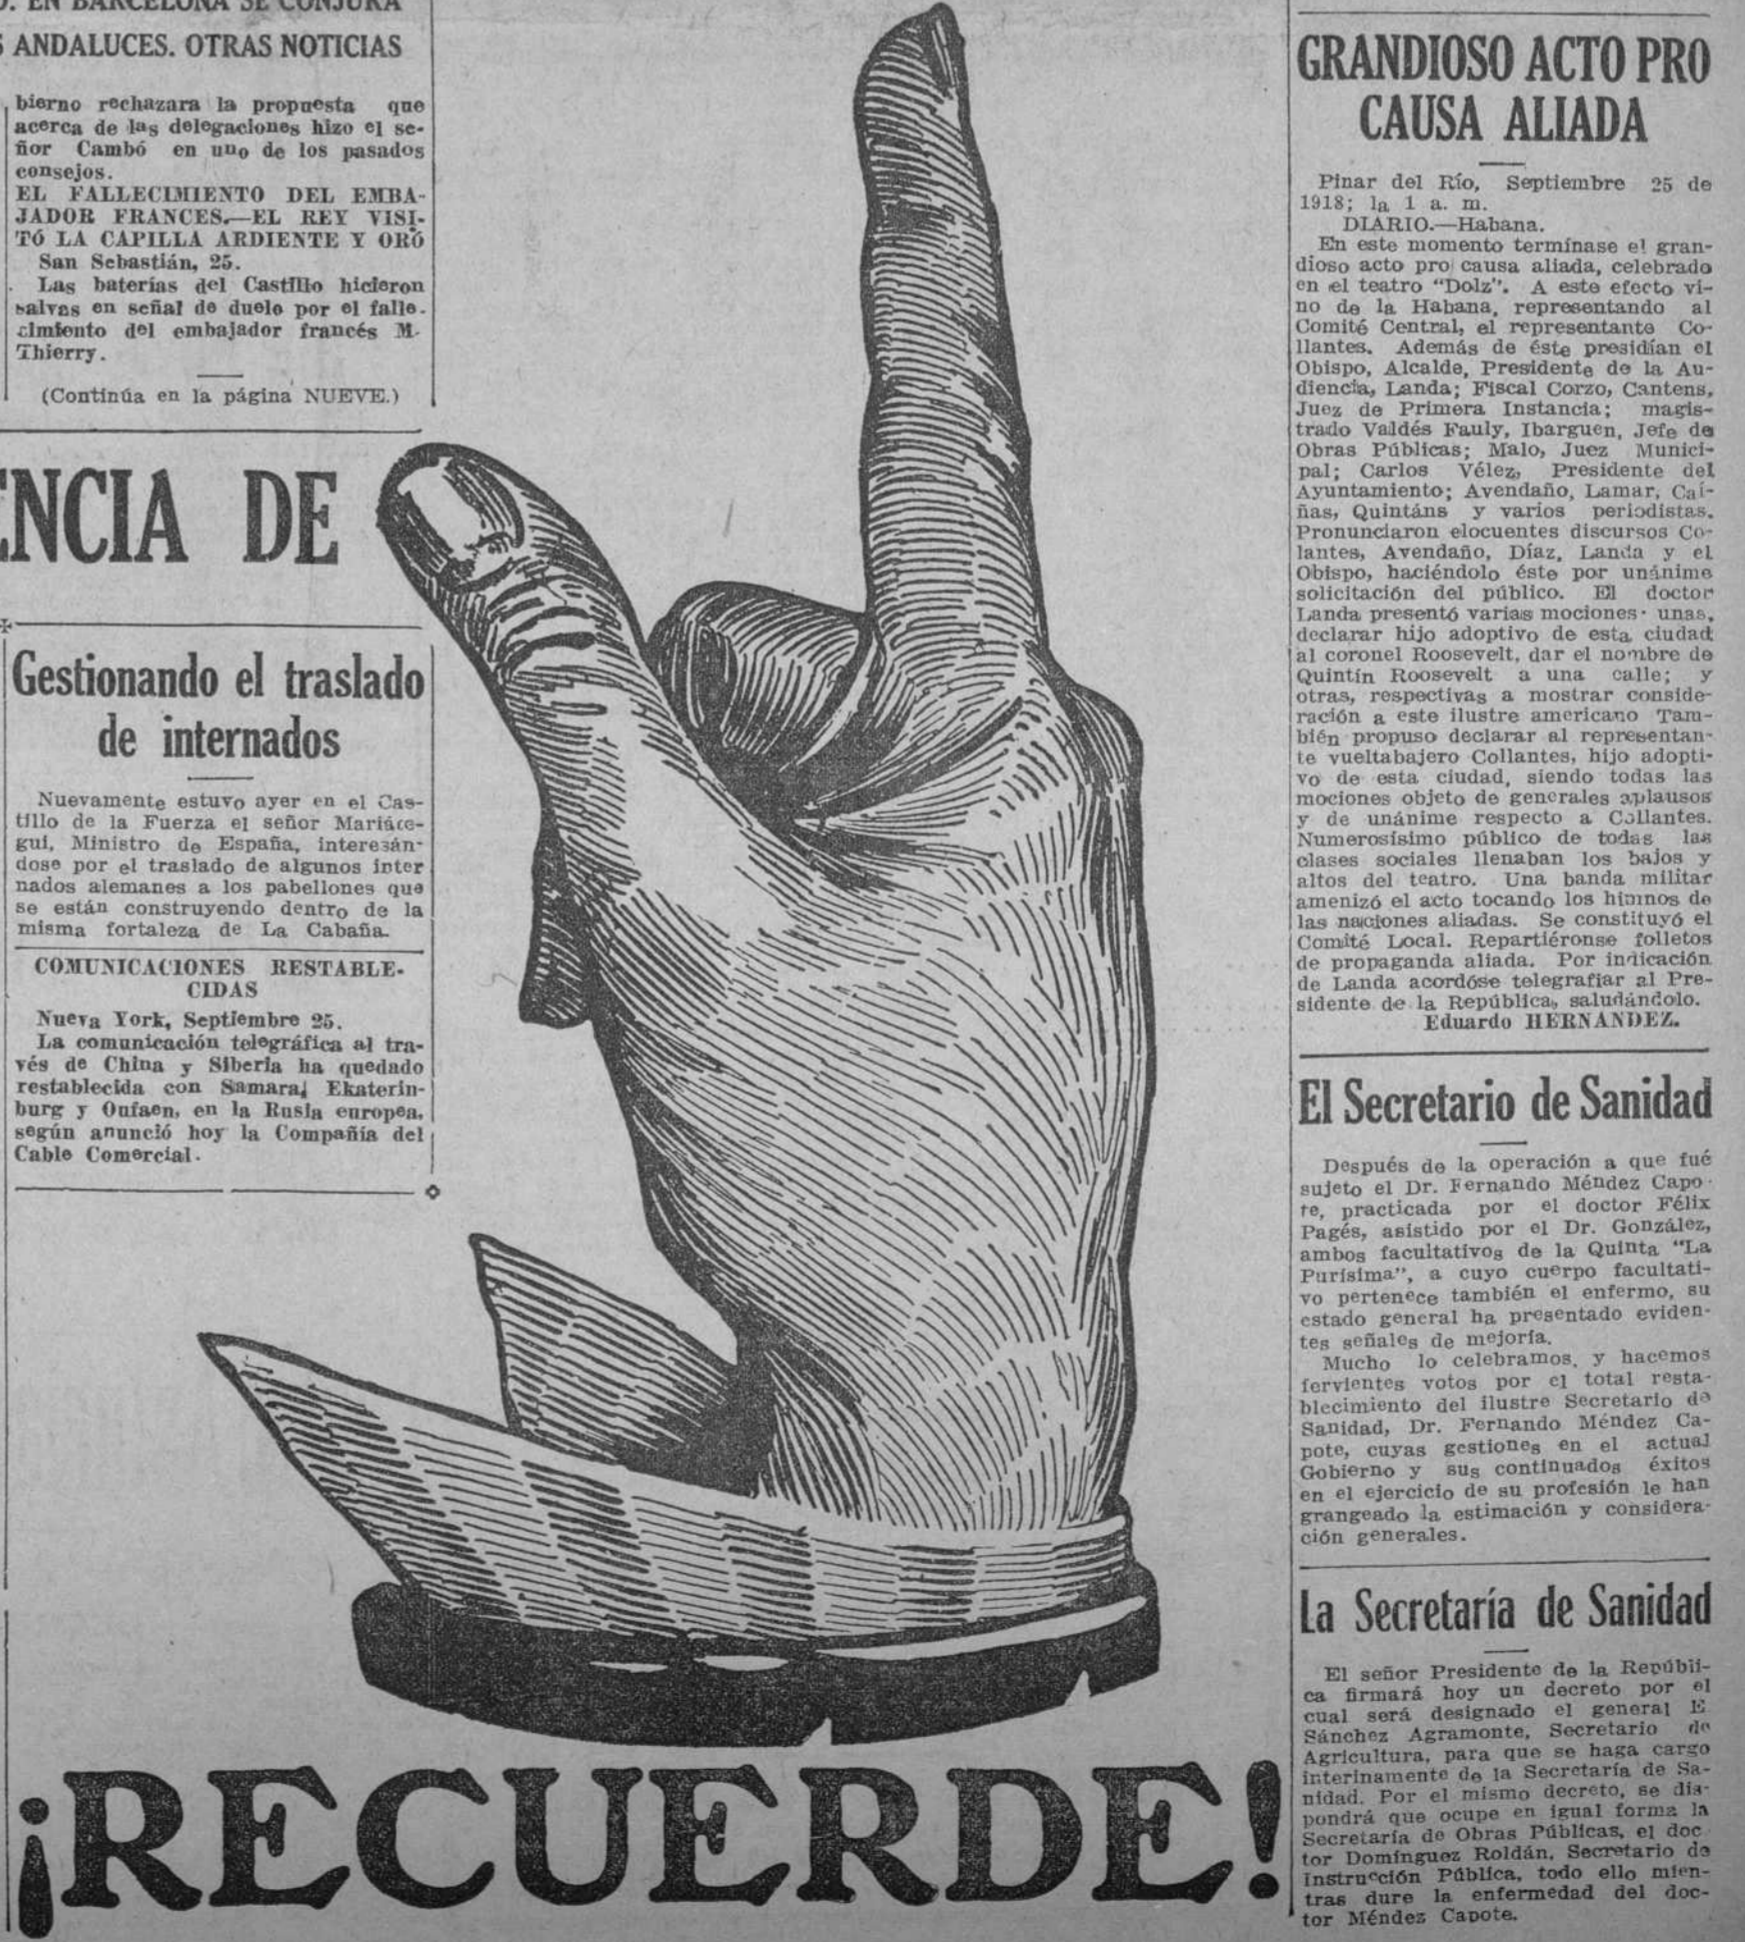 EN BARCELONA SE CONJURA
ANDALUCES. OTRAS NOTICIAS
bierno rechazara la propuesta que
acerca de las delegaciones hizo el se-
ñor Cambó en uno de los pasados
consejos.
EL FALLECIMIENTO DEL EMBA-
JADOR FRANCES.—EL REY VISI-
TÓ LA CAPILLA ARDIENTE Y ORÓ
San Sebastián, 25.
Las baterías del Castillo hicieron
salvas en señal de duelo por el falle-
cimiento del embajador francés M.
Thierry.
(Continúa en la página NUEVE.)
ENCIA DE
Gestionando el traslado
de internados
Nuevamente estuvo ayer en el Cas-
tillo de la Fuerza el señor Mariáte-
gui, Ministro de España, interesán-
dose por el traslado de algunos inter
nados alemanes a los pabellones que
se están construyendo dentro de la
misma fortaleza de La Cabaña.
COMUNICACIONES RESTABLE-
CIDAS
Nueva York, Septiembre 25.
La comunicación telegráfica al tra-
vés de China y Siberia ha quedado
restablecida con Samara, Ekaterin-
burg y Oufaen, en la Rusia europea,
según anunció hoy la Compañía del
Cable Comercial.
¡RECUERDE!
GRANDIOSO ACTO PRO
CAUSA ALIADA
Pinar del Río, Septiembre 25 de
1918; la 1 a. m.
DIARIO.—Habana.
En este momento termínase el gran-
dioso acto pro causa aliada, celebrado
en el teatro "Dolz". A este efecto vi-
no de la Habana, representando al
Comité Central, el representante Co-
llantes. Además de éste presidían el
Obispo, Alcalde, Presidente de la Au-
diencia, Landa; Fiscal Corzo, Cantens,
Juez de Primera Instancia; magis-
trado Valdés Fauly, Ibarguen, Jefe de
Obras Públicas; Malo, Juez Munici-
pal; Carlos Vélez, Presidente del
Ayuntamiento; Avendaño, Lamar, Caí-
ñas, Quintáns y varios periodistas.
Pronunciaron elocuentes discursos Co-
lantes, Avendaño, Díaz, Landa y el
Obispo, haciéndolo éste por unánime
solicitación del público. El doctor
Landa presentó varias mociones: unas,
declarar hijo adoptivo de esta ciudad
al coronel Roosevelt, dar el nombre de
Quintín Roosevelt a una calle; y
otras, respectivas a mostrar conside-
ración a este ilustre americano Tam-
bién propuso declarar al representan-
te vueltabajero Collantes, hijo adopti-
vo de esta ciudad, siendo todas las
mociones objeto de generales aplausos
y de unánime respecto a Collantes.
Numerosísimo público de todas las
clases sociales llenaban los bajos y
altos del teatro. Una banda militar
amenizó el acto tocando los himnos de
las naciones aliadas. Se constituyó el
Comité Local. Repartiéronse folletos
de propaganda aliada. Por indicación
de Landa acordóse telegrafiar al Pre-
sidente de la República, saludándolo.
Eduardo HERNANDEZ.
El Secretario de Sanidad
Después de la operación a que fué
sujeto el Dr. Fernando Méndez Capo-
te, practicada por el doctor Félix
Pagés, asistido por el Dr. González,
ambos facultativos de la Quinta "La
Purísima", a cuyo cuerpo facultati-
vo pertenece también el enfermo, su
estado general ha presentado eviden-
tes señales de mejoría.
Mucho lo celebramos, y hacemos
fervientes votos por el total resta-
blecimiento del ilustre Secretario de
Sanidad, Dr. Fernando Méndez Ca-
pote, cuyas gestiones en el actual
Gobierno y sus continuados éxitos
en el ejercicio de su profesión le han
grangeado la estimación y considera-
ción generales.
La Secretaría de Sanidad
El señor Presidente de la Repúbli-
ca firmará hoy un decreto por el
cual será designado el general E
Sánchez Agramonte, Secretario de
Agricultura, para que se haga cargo
interinamente de la Secretaría de Sa-
nidad. Por el mismo decreto, se dis-
pondrá que ocupe en igual forma la
Secretaría de Obras Públicas, el doc
tor Domínguez Roldán, Secretario de
Instrucción Pública, todo ello mien-
tras dure la enfermedad del doc-
tor Méndez Capote.